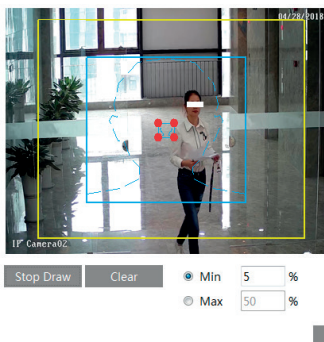 04/28/2018
IP Camera02
Stop Draw
Clear
Min
5
%
Max
50
%